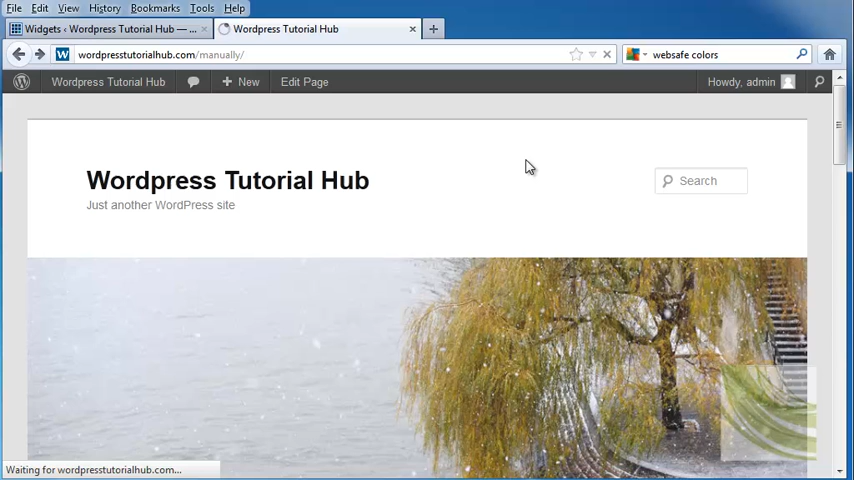 File Edit View History Bookmarks Tools Help
Widgets ‹ Wordpress Tutorial Hub — ... × Wordpress Tutorial Hub × +
wordpresstutorialhub.com/manually/ websafe colors
Wordpress Tutorial Hub + New Edit Page Howdy, admin
Wordpress Tutorial Hub
Search
Just another WordPress site
Waiting for wordpresstutorialhub.com...